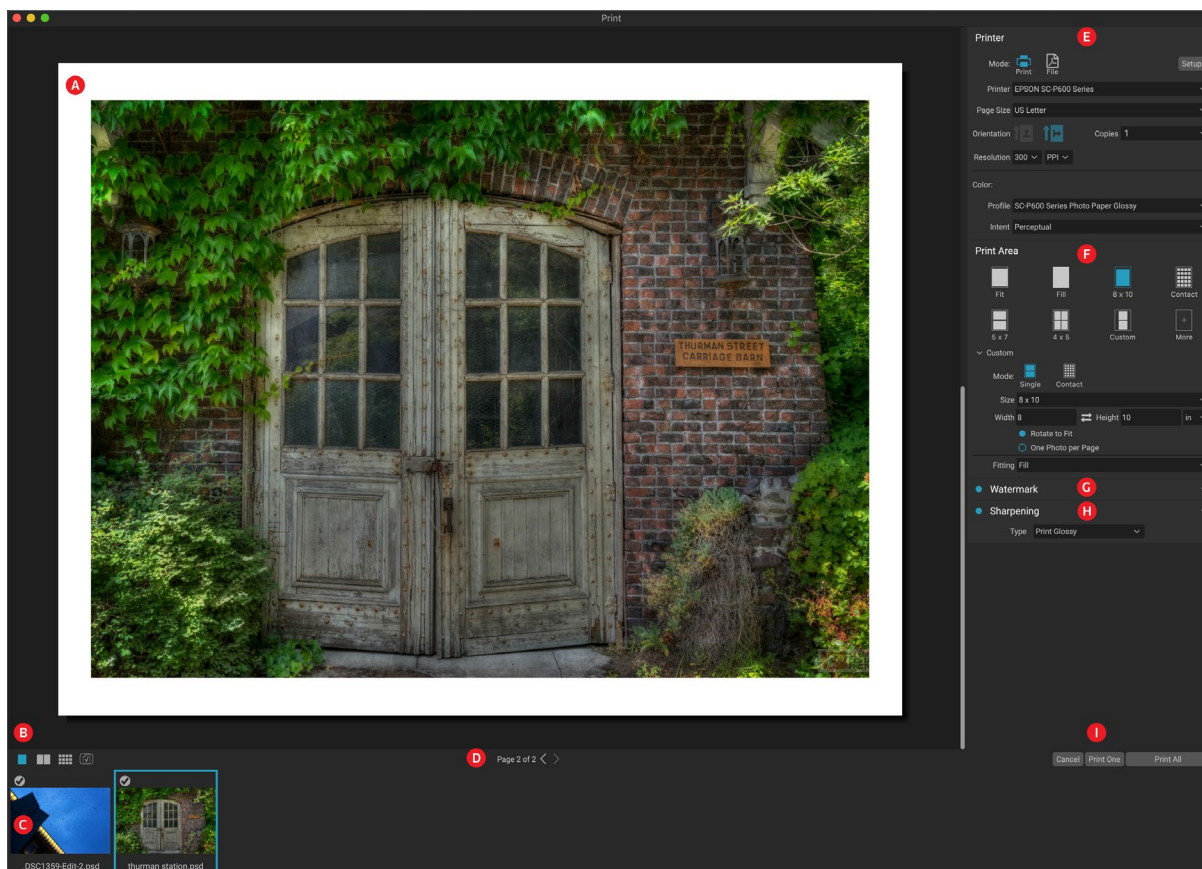 Print
A
THURMAN STREET
CARRIAGE BARN
B
D
Page 2 of 2
C
_DSC1359-Edit-2.psd
thurman station.psd
Printer
E
Mode:
Print
File
Setup
Printer EPSON SC-P600 Series
Page Size US Letter
Orientation
Copies 1
Resolution 300 PPI
Color:
Profile SC-P600 Series Photo Paper Glossy
Intent Perceptual
Print Area
F
Fit
Fill
8 x 10
Contact
5 x 7
4 x 5
Custom
More
Custom
Mode:
Single
Contact
Size 8 x 10
Width 8
Height 10
in
Rotate to Fit
One Photo per Page
Fitting Fill
Watermark
G
Sharpening
H
Type Print Glossy
I
Cancel
Print One
Print All